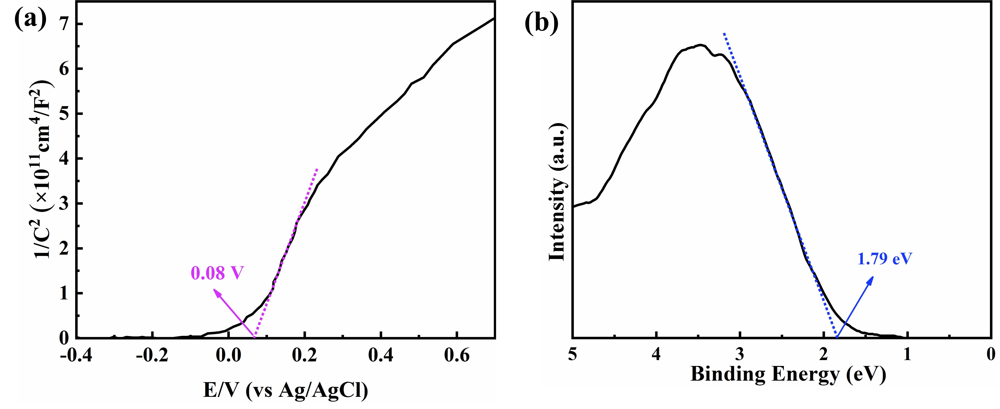 (a)
7
6
5
4
3
2
1
0
1/C² (×10¹¹cm⁴/F²)
0.08 V
-0.4 -0.2 0.0 0.2 0.4 0.6
E/V (vs Ag/AgCl)
(b)
Intensity (a.u.)
1.79 eV
5 4 3 2 1 0
Binding Energy (eV)